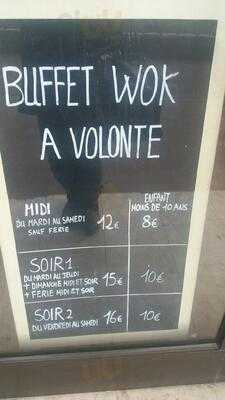 BUFFET WOK
A VOLONTE
ENFANT
MOINS DE 10 ANS
MIDI
DU MARDI AU SAMEDI
SAUF FERIE
12€ 8€
SOIR 1
DU MARDI AU JEUDI
+ DIMANCHE MIDI ET SOIR
+ FERIE MIDI ET SOIR
15€ 10€
SOIR 2
DU VENDREDI AU SAMEDI
16€ 10€